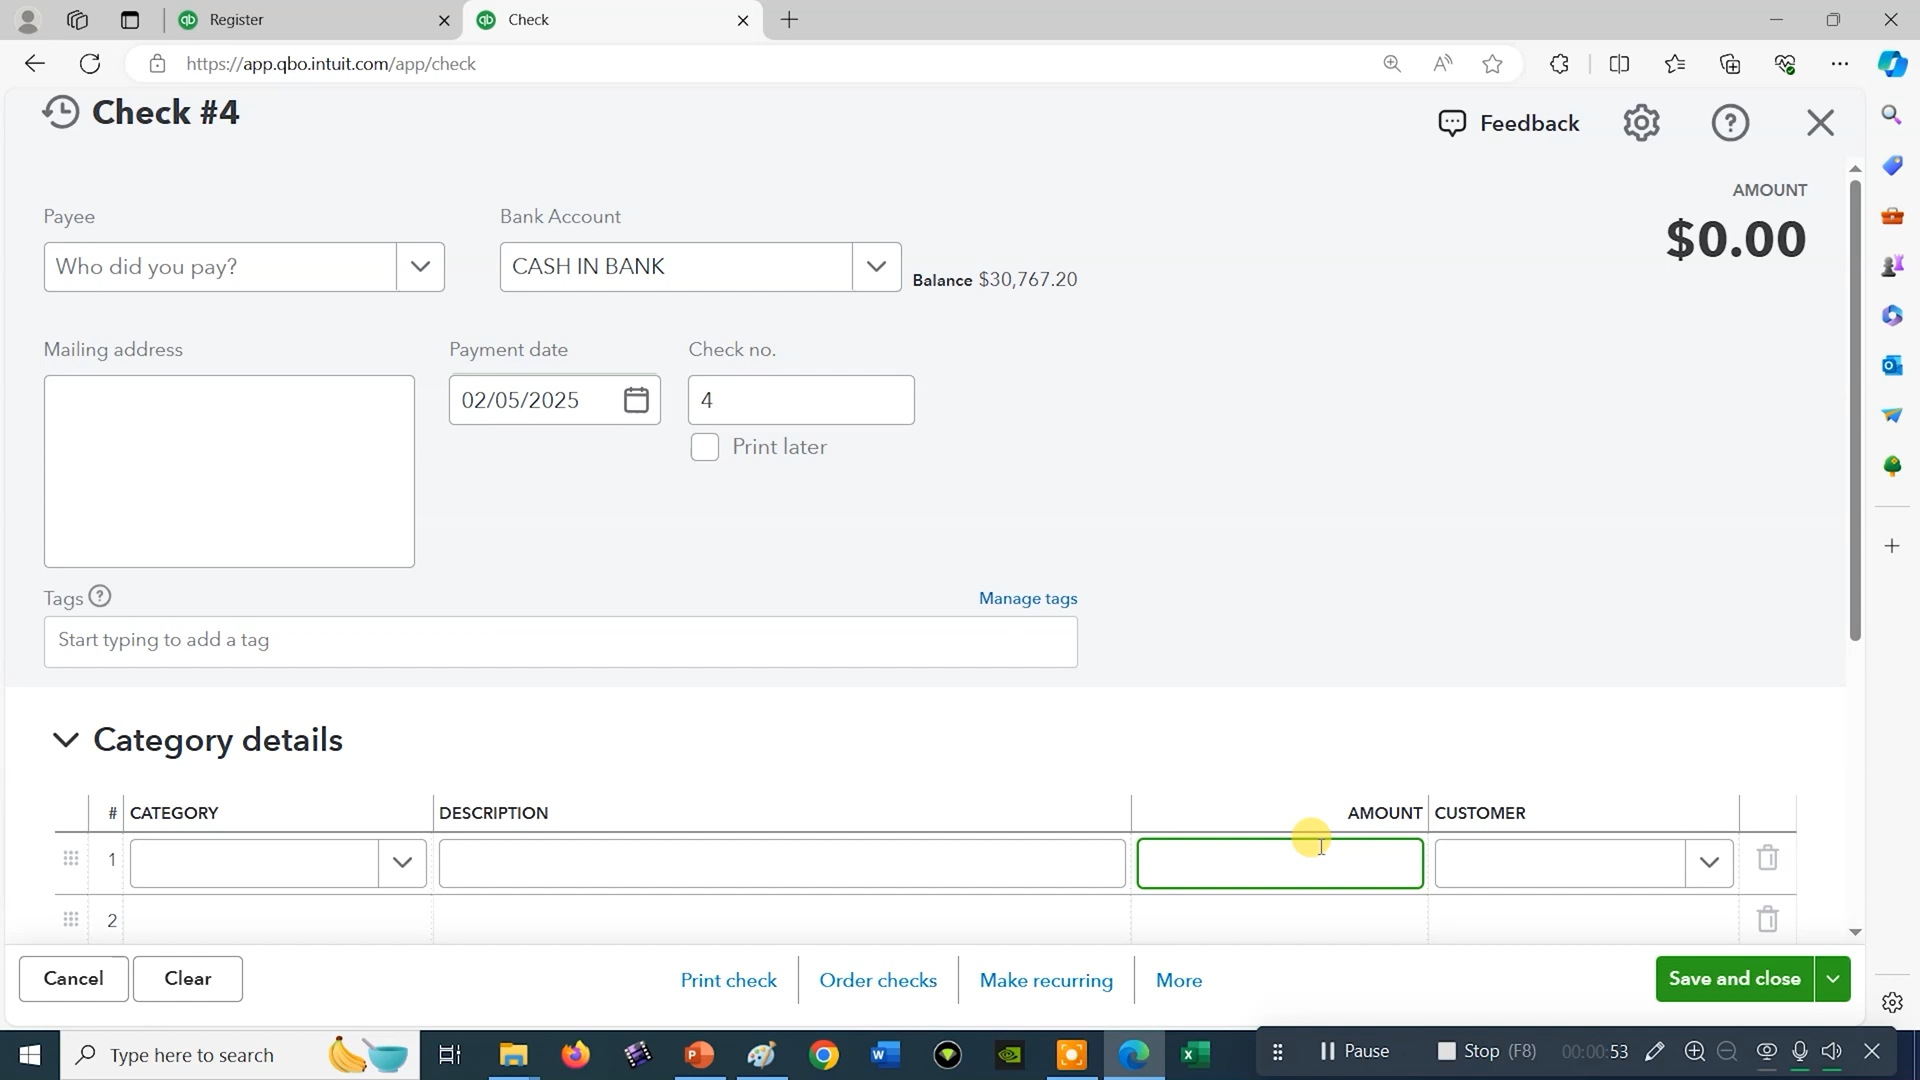 Register
Check
https://app.qbo.intuit.com/app/check
Check #4
Feedback
AMOUNT
$0.00
Payee
Bank Account
Who did you pay?
CASH IN BANK
Balance $30,767.20
Mailing address
Payment date
Check no.
02/05/2025
4
Print later
Tags
Manage tags
Start typing to add a tag
Category details
# CATEGORY DESCRIPTION AMOUNT CUSTOMER
1
2
Cancel
Clear
Print check
Order checks
Make recurring
More
Save and close
Type here to search
Pause
Stop (F8)
00:00:53